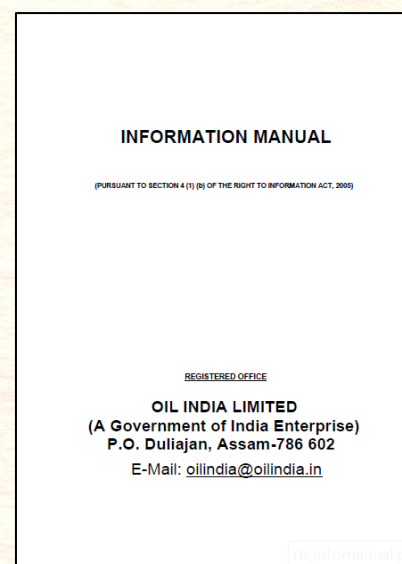 INFORMATION MANUAL
(PURSUANT TO SECTION 4 (1) (b) OF THE RIGHT TO INFORMATION ACT, 2005)
REGISTERED OFFICE
OIL INDIA LIMITED
(A Government of India Enterprise)
P.O. Duliajan, Assam-786 602
E-Mail: oilindia@oilindia.in
rti_infomanual.p